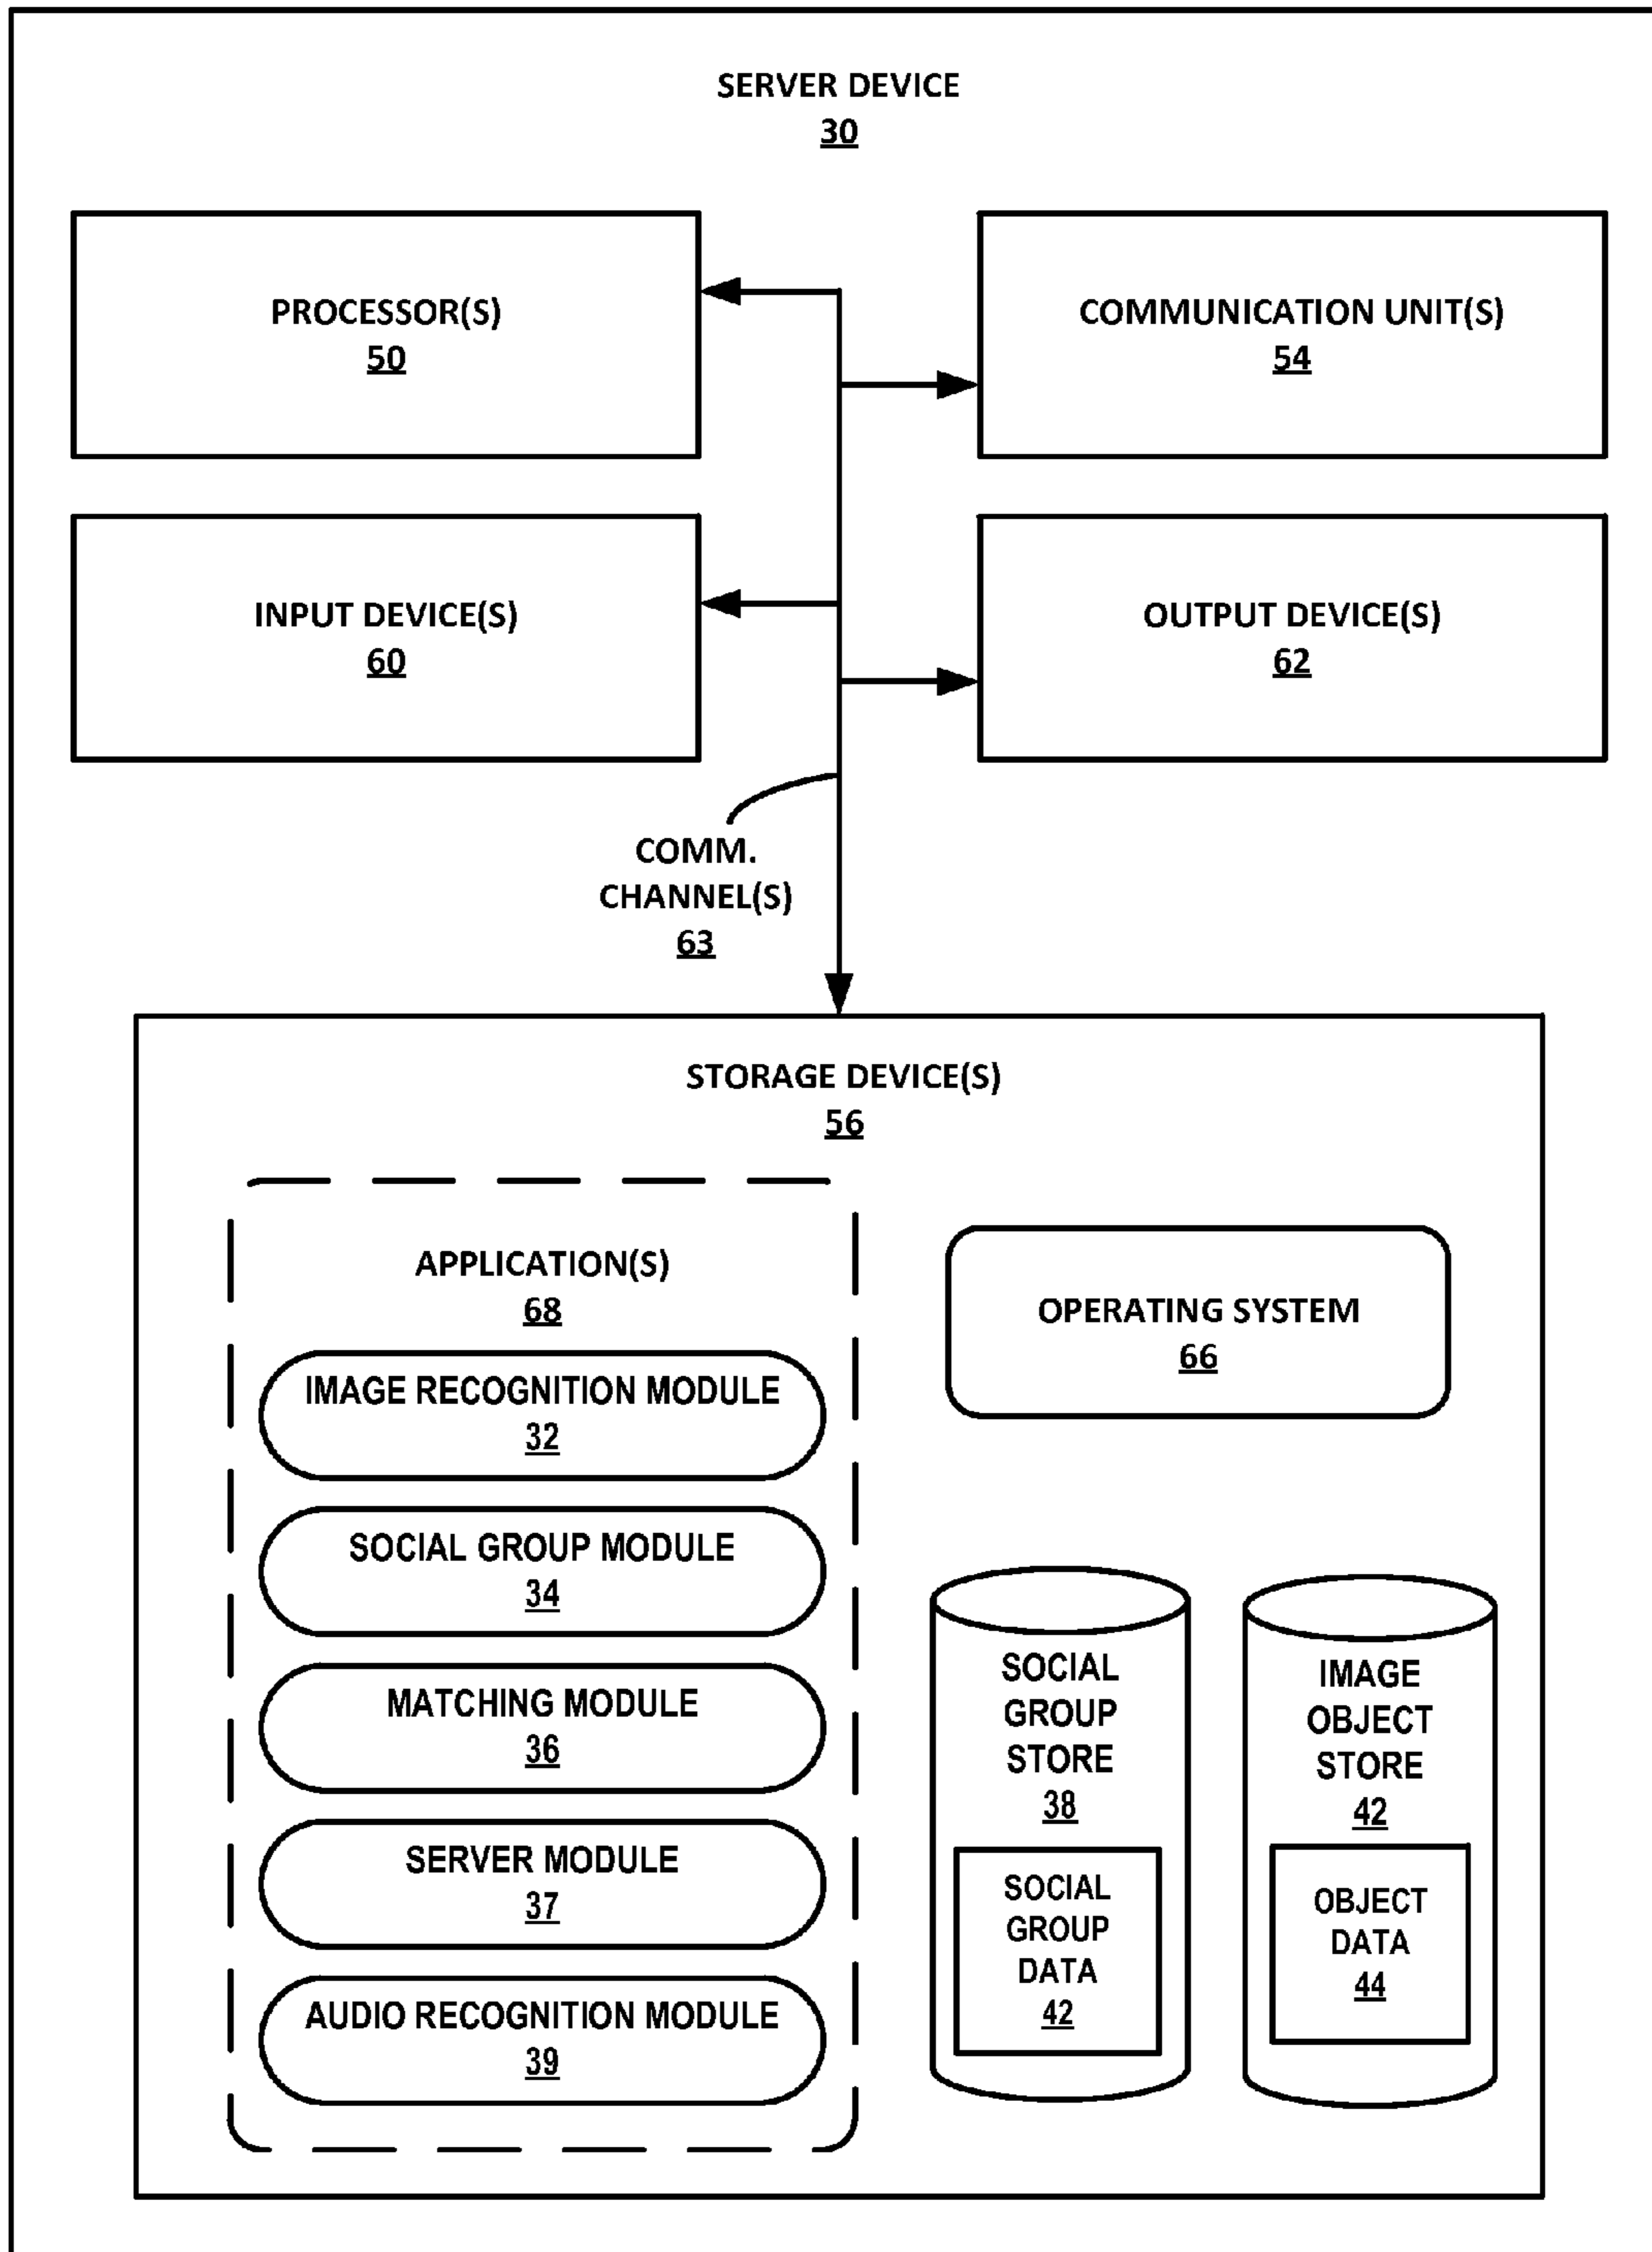 SERVER DEVICE
30
PROCESSOR(S)
50
COMMUNICATION UNIT(S)
54
INPUT DEVICE(S)
60
OUTPUT DEVICE(S)
62
COMM.
CHANNEL(S)
63
STORAGE DEVICE(S)
56
APPLICATION(S)
68
IMAGE RECOGNITION MODULE
32
SOCIAL GROUP MODULE
34
MATCHING MODULE
36
SERVER MODULE
37
AUDIO RECOGNITION MODULE
39
OPERATING SYSTEM
66
SOCIAL
GROUP
STORE
38
SOCIAL
GROUP
DATA
42
IMAGE
OBJECT
STORE
42
OBJECT
DATA
44